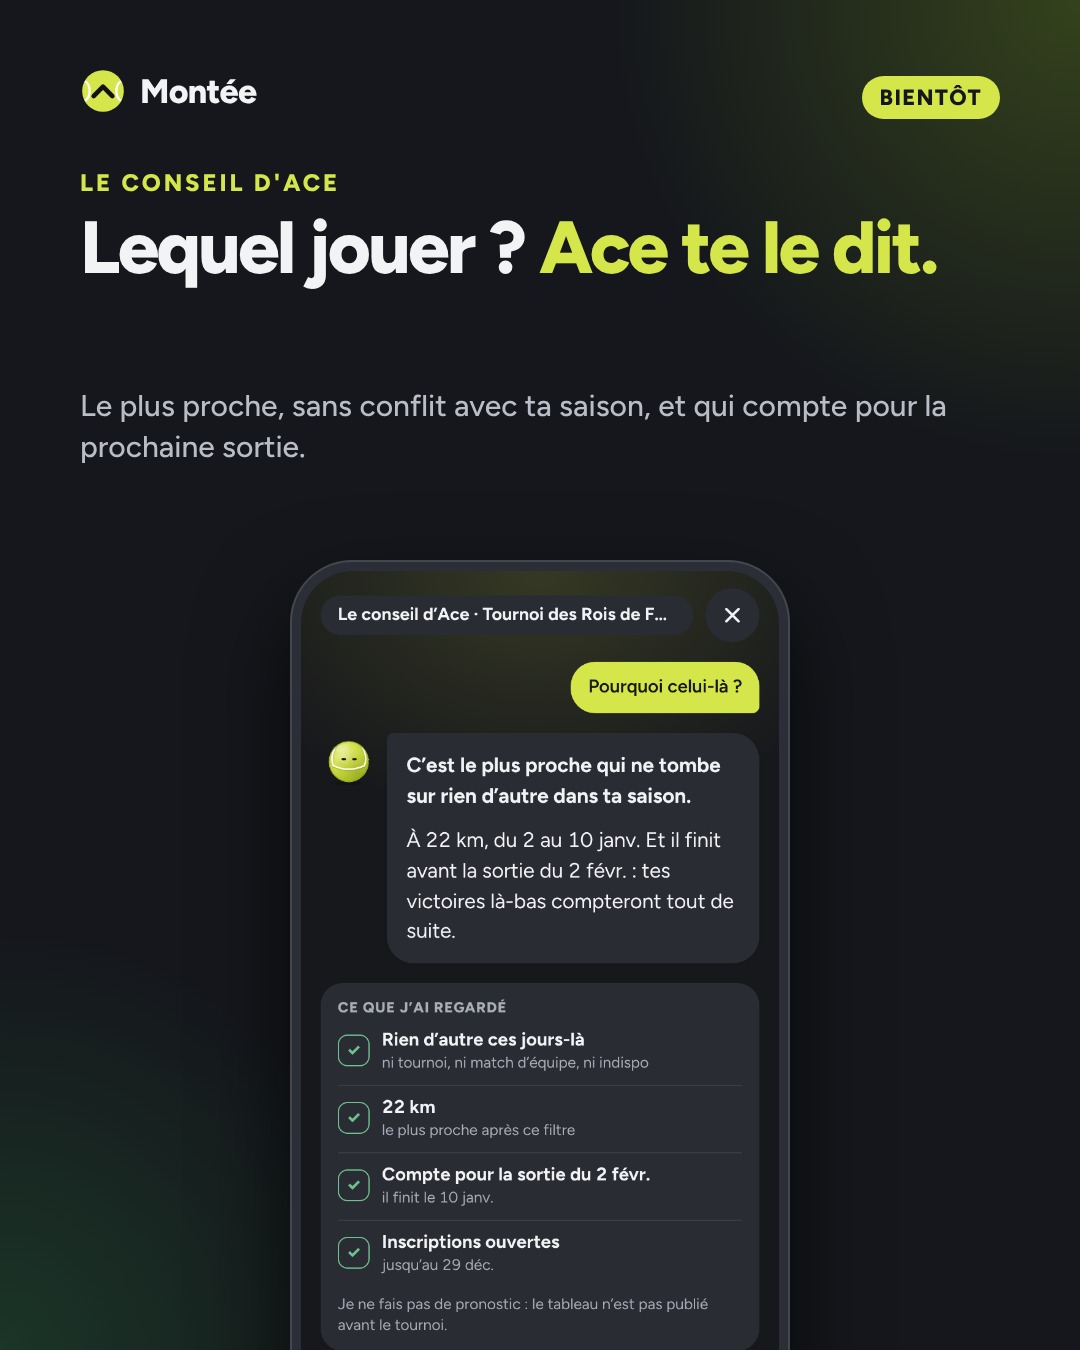 Montée
BIENTÔT
LE CONSEIL D'ACE
Lequel jouer ? Ace te le dit.
Le plus proche, sans conflit avec ta saison, et qui compte pour la
prochaine sortie.
Le conseil d’Ace · Tournoi des Rois de F...
Pourquoi celui-là ?
C’est le plus proche qui ne tombe
sur rien d’autre dans ta saison.
À 22 km, du 2 au 10 janv. Et il finit
avant la sortie du 2 févr. : tes
victoires là-bas compteront tout de
suite.
CE QUE J’AI REGARDÉ
Rien d’autre ces jours-là
ni tournoi, ni match d’équipe, ni indispo
22 km
le plus proche après ce filtre
Compte pour la sortie du 2 févr.
il finit le 10 janv.
Inscriptions ouvertes
jusqu’au 29 déc.
Je ne fais pas de pronostic : le tableau n’est pas publié
avant le tournoi.